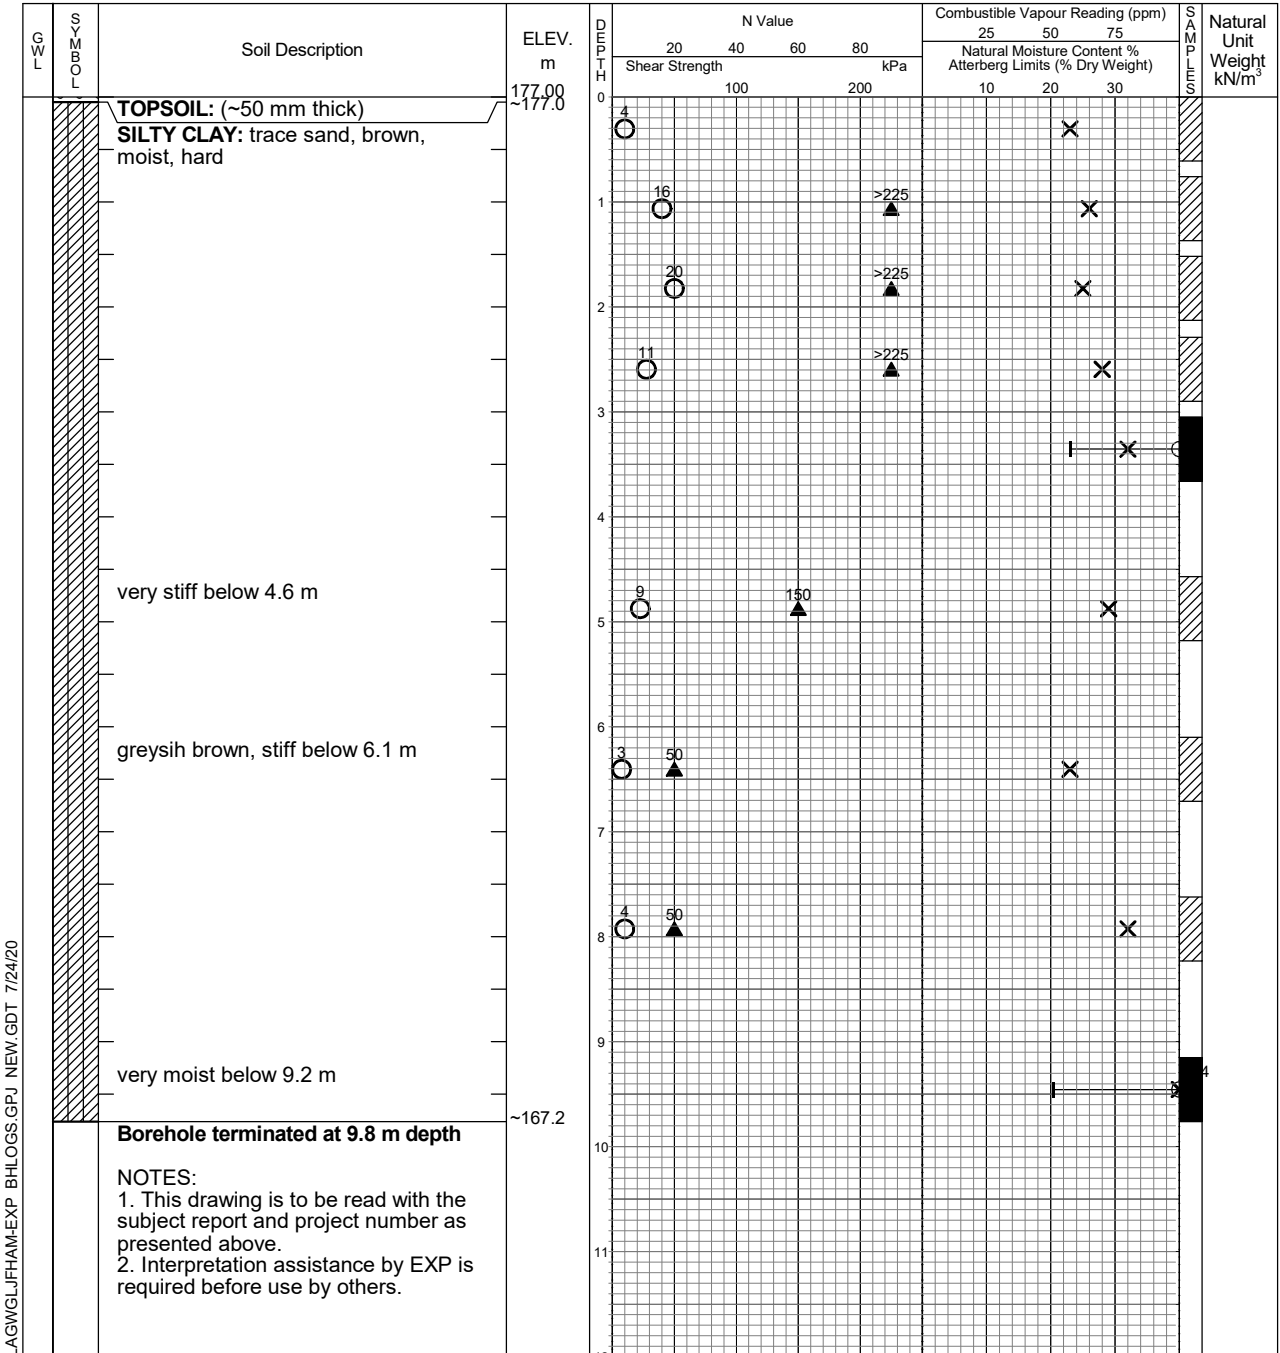 GWL
SYMBOL
Soil Description
ELEV.
m
DEPTH
N Value
20 40 60 80
Shear Strength kPa
100 200
Combustible Vapour Reading (ppm)
25 50 75
Natural Moisture Content %
Atterberg Limits (% Dry Weight)
10 20 30
SAMPLES
Natural
Unit
Weight
kN/m³
177.00
0
TOPSOIL: (~50 mm thick)
~177.0
SILTY CLAY: trace sand, brown,
moist, hard
4
16
>225
1
20
>225
2
11
>225
3
4
very stiff below 4.6 m
9
150
5
6
greysih brown, stiff below 6.1 m
3
50
7
4
50
8
9
very moist below 9.2 m
4
~167.2
Borehole terminated at 9.8 m depth
10
NOTES:
1. This drawing is to be read with the
subject report and project number as
presented above.
2. Interpretation assistance by EXP is
required before use by others.
11
AGWGLJFHAM-EXP BHLOGS.GPJ NEW.GDT 7/24/20